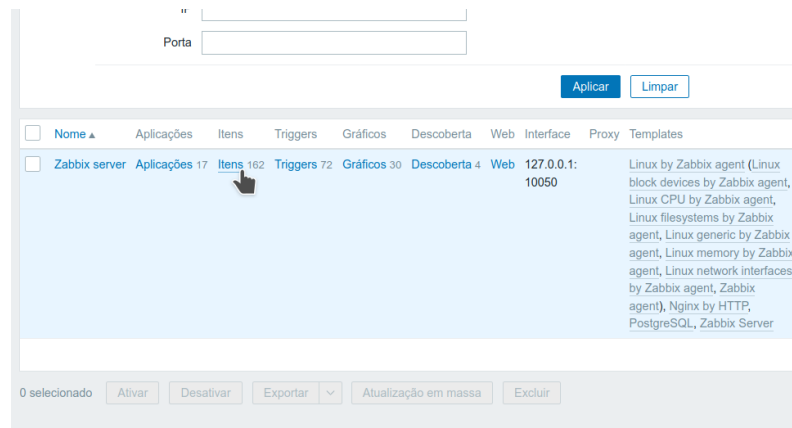 IP
Porta
Aplicar Limpar
Nome Aplicações Itens Triggers Gráficos Descoberta Web Interface Proxy Templates
Zabbix server Aplicações 17 Itens 162 Triggers 72 Gráficos 30 Descoberta 4 Web 127.0.0.1: Linux by Zabbix agent (Linux
10050 block devices by Zabbix agent,
Linux CPU by Zabbix agent,
Linux filesystems by Zabbix
agent, Linux generic by Zabbix
agent, Linux memory by Zabbix
agent, Linux network interfaces
by Zabbix agent, Zabbix
agent), Nginx by HTTP,
PostgreSQL, Zabbix Server
0 selecionado Ativar Desativar Exportar Atualização em massa Excluir